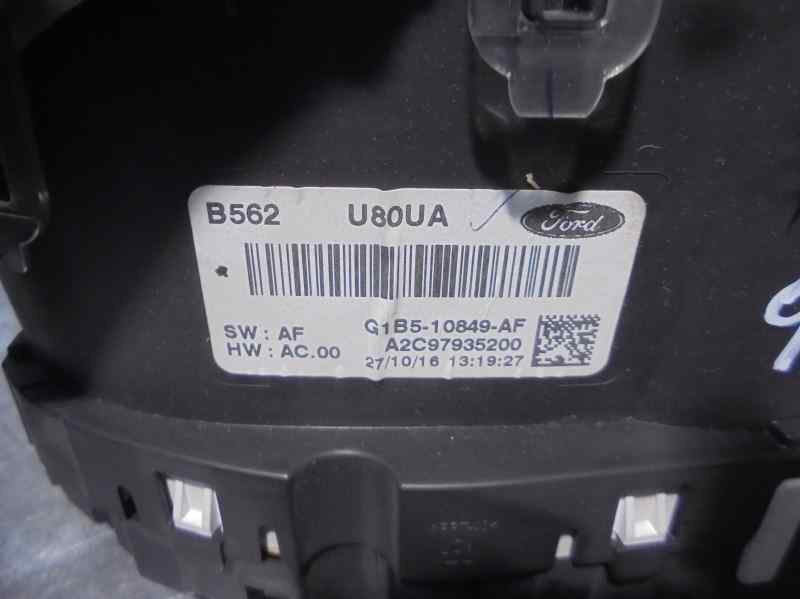 B562 U80UA Ford
SW: AF
HW: AC.00
G1B5-10849-AF
A2C97935200
27/10/16 13:19:27